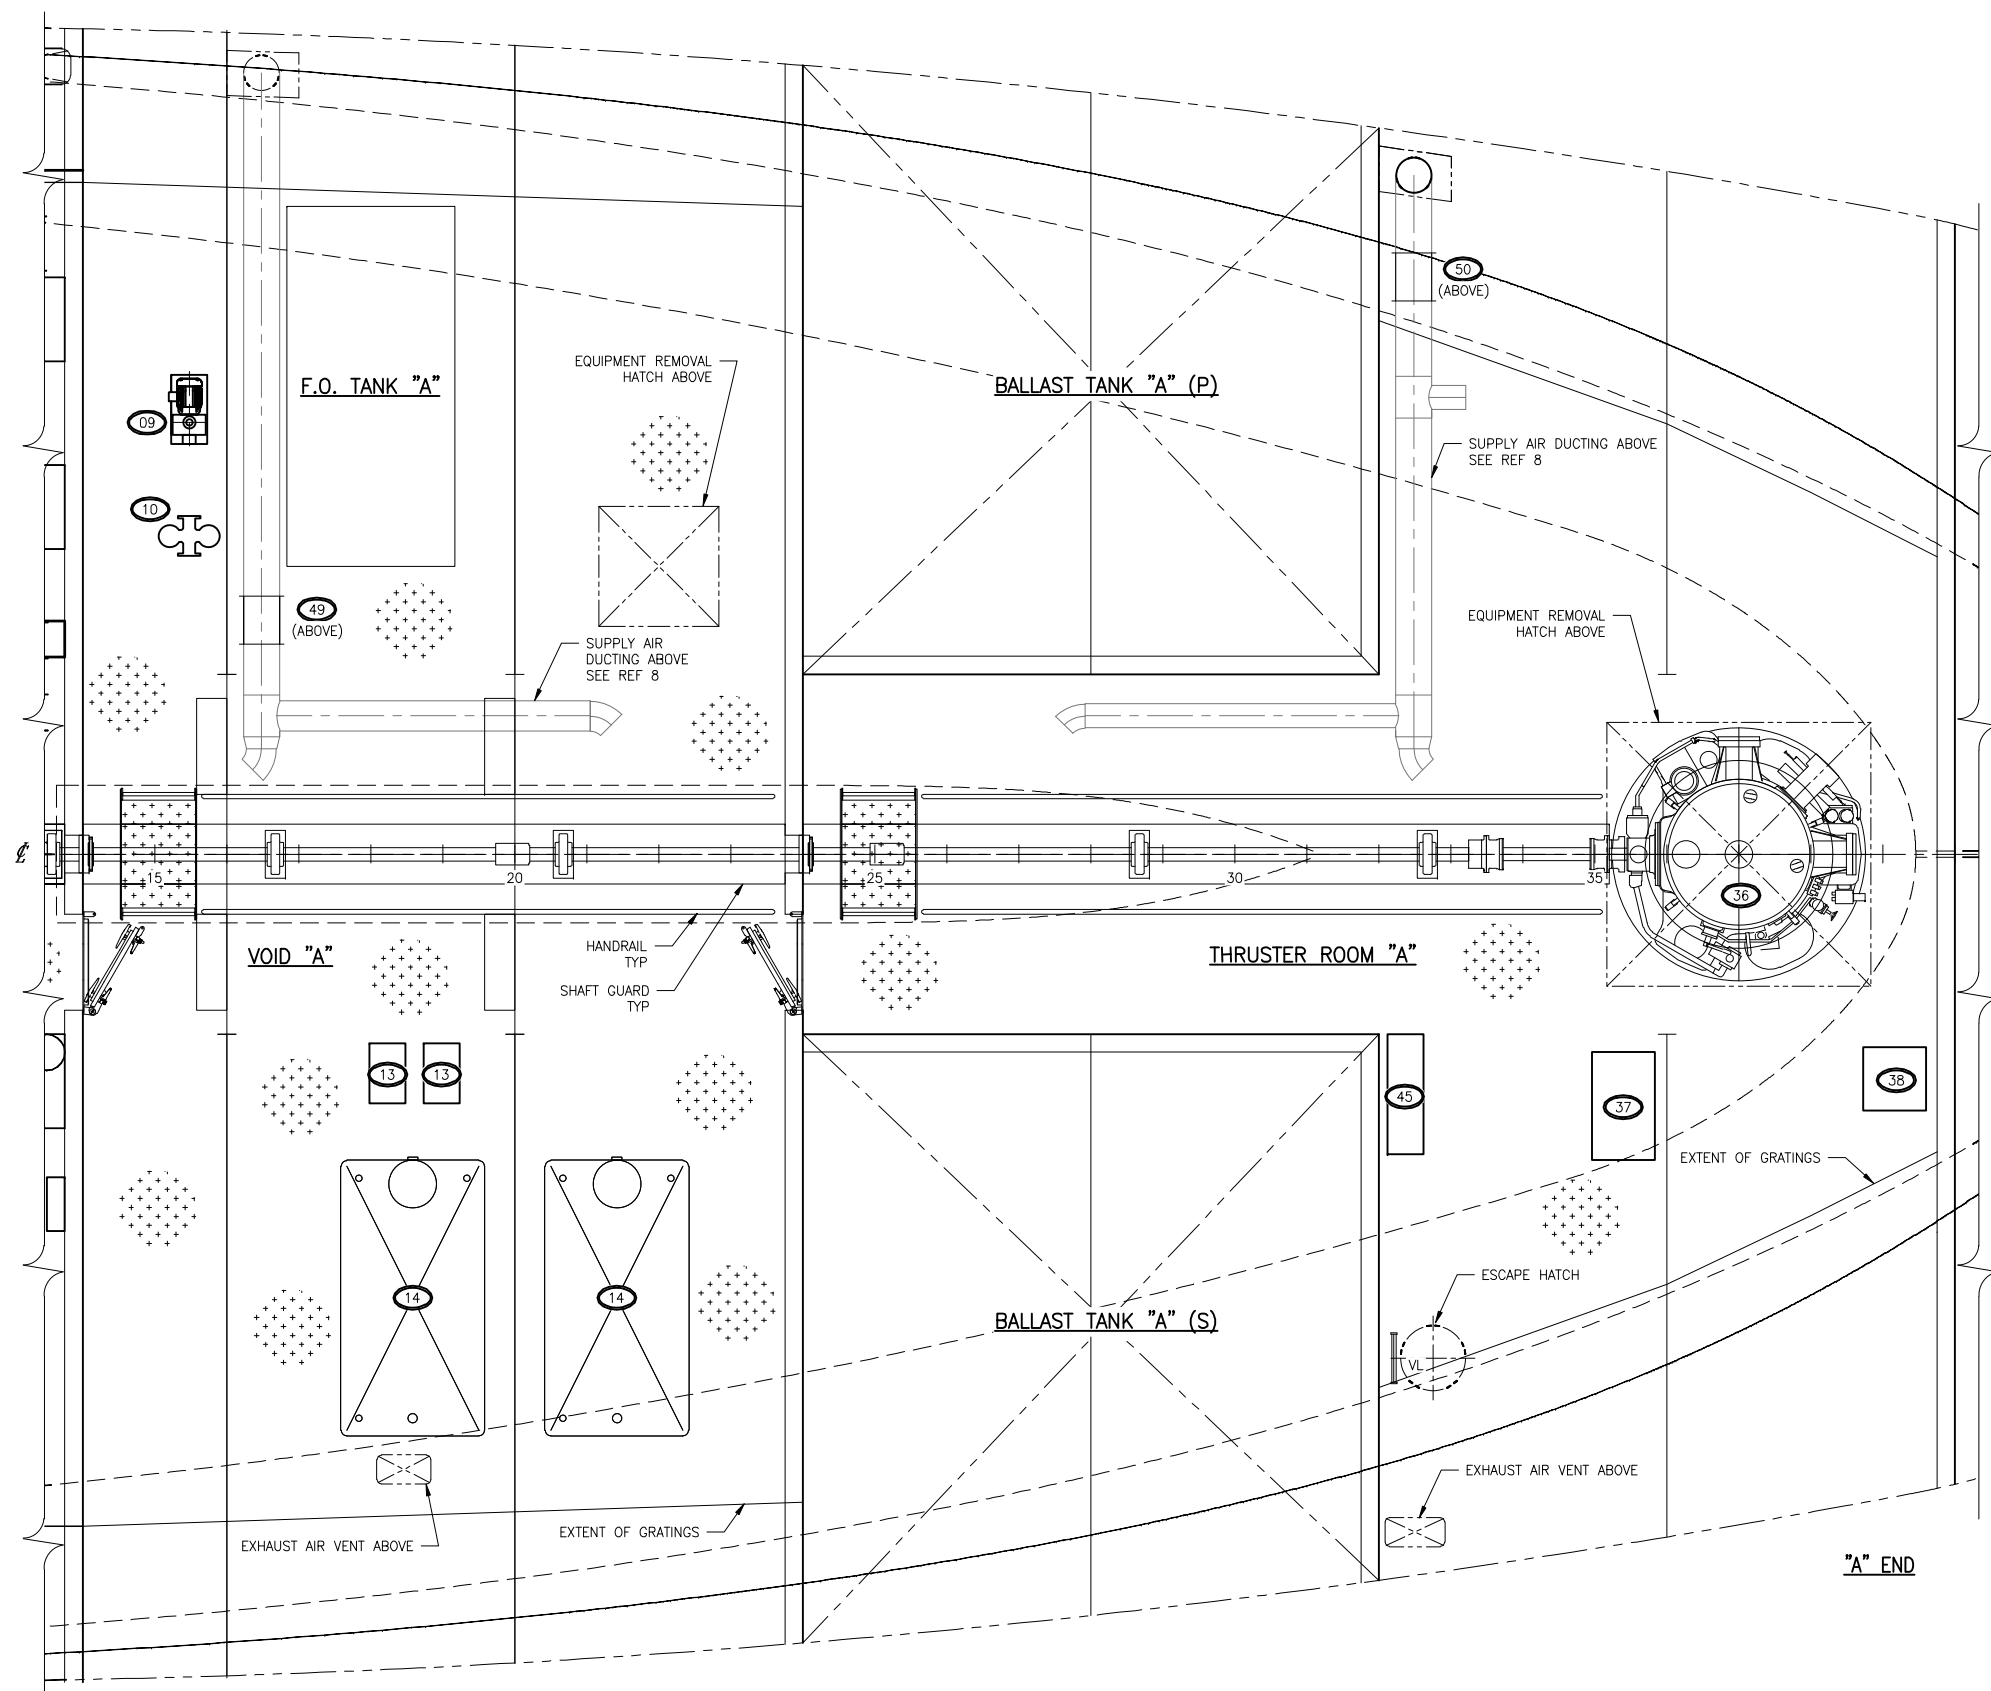 50
(ABOVE)
EQUIPMENT REMOVAL
HATCH ABOVE
F.O. TANK "A"
BALLAST TANK "A" (P)
09
SUPPLY AIR DUCTING ABOVE
SEE REF 8
10
49
(ABOVE)
EQUIPMENT REMOVAL
HATCH ABOVE
SUPPLY AIR
DUCTING ABOVE
SEE REF 8
℄
15
20
25
30
35
36
HANDRAIL
TYP
VOID "A"
THRUSTER ROOM "A"
SHAFT GUARD
TYP
13
13
45
37
38
EXTENT OF GRATINGS
14
14
ESCAPE HATCH
BALLAST TANK "A" (S)
VL
EXHAUST AIR VENT ABOVE
EXTENT OF GRATINGS
EXHAUST AIR VENT ABOVE
"A" END